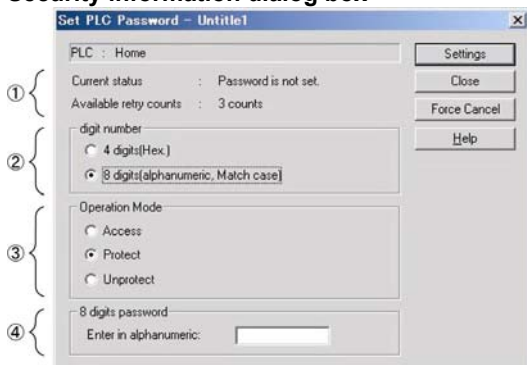 Security information dialog box
Set PLC Password - Untitle1
PLC : Home
Settings
① Current status : Password is not set.
Close
Available retry counts : 3 counts
Force Cancel
② digit number
Help
4 digits(Hex.)
8 digits(alphanumeric, Match case)
③ Operation Mode
Access
Protect
Unprotect
④ 8 digits password
Enter in alphanumeric: